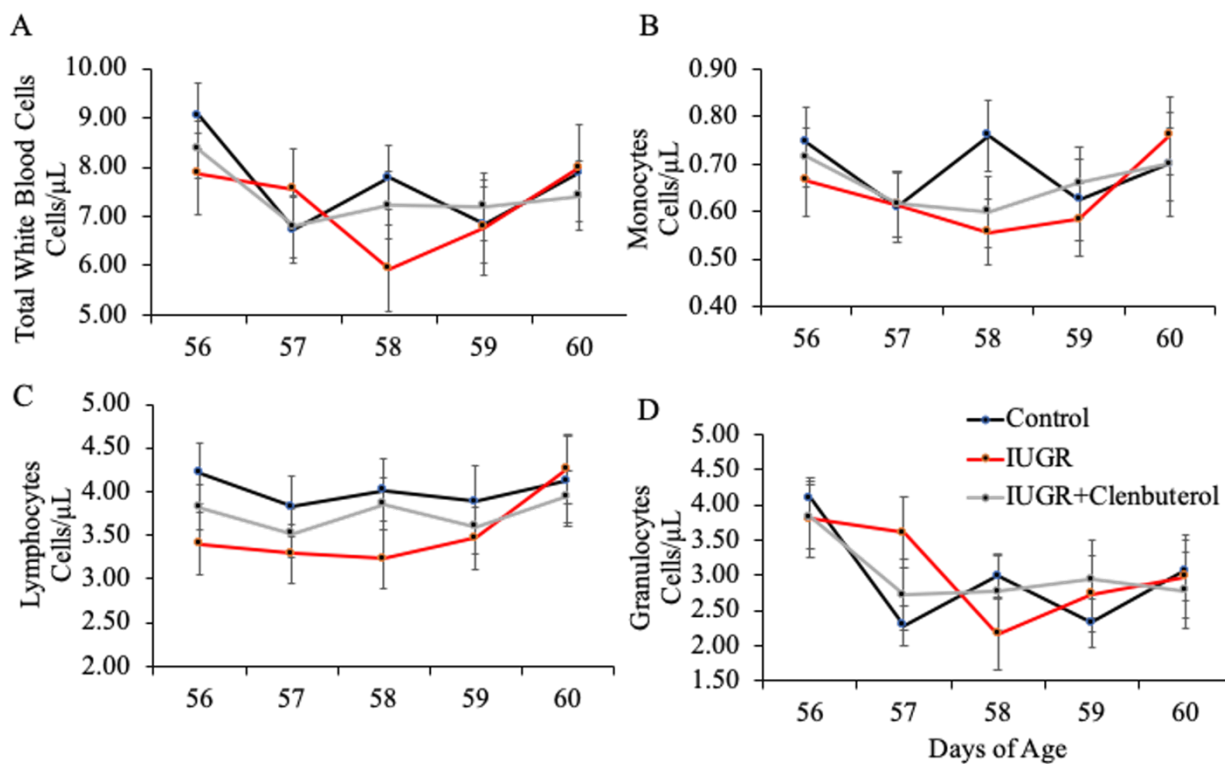 A
Total White Blood Cells
Cells/μL
10.00
9.00
8.00
7.00
6.00
5.00
56 57 58 59 60
B
Monocytes
Cells/μL
0.90
0.80
0.70
0.60
0.50
0.40
56 57 58 59 60
C
Lymphocytes
Cells/μL
5.00
4.50
4.00
3.50
3.00
2.50
2.00
56 57 58 59 60
D
Granulocytes
Cells/μL
5.00
4.50
4.00
3.50
3.00
2.50
2.00
1.50
Control
IUGR
IUGR+Clenbuterol
56 57 58 59 60
Days of Age